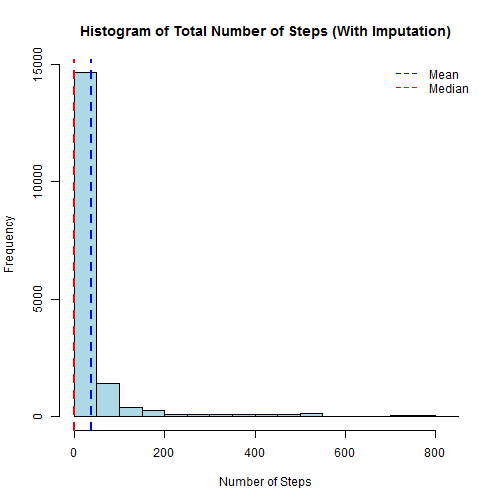 Histogram of Total Number of Steps (With Imputation)
Mean
Median
15000
10000
5000
0
Frequency
0
200
400
600
800
Number of Steps